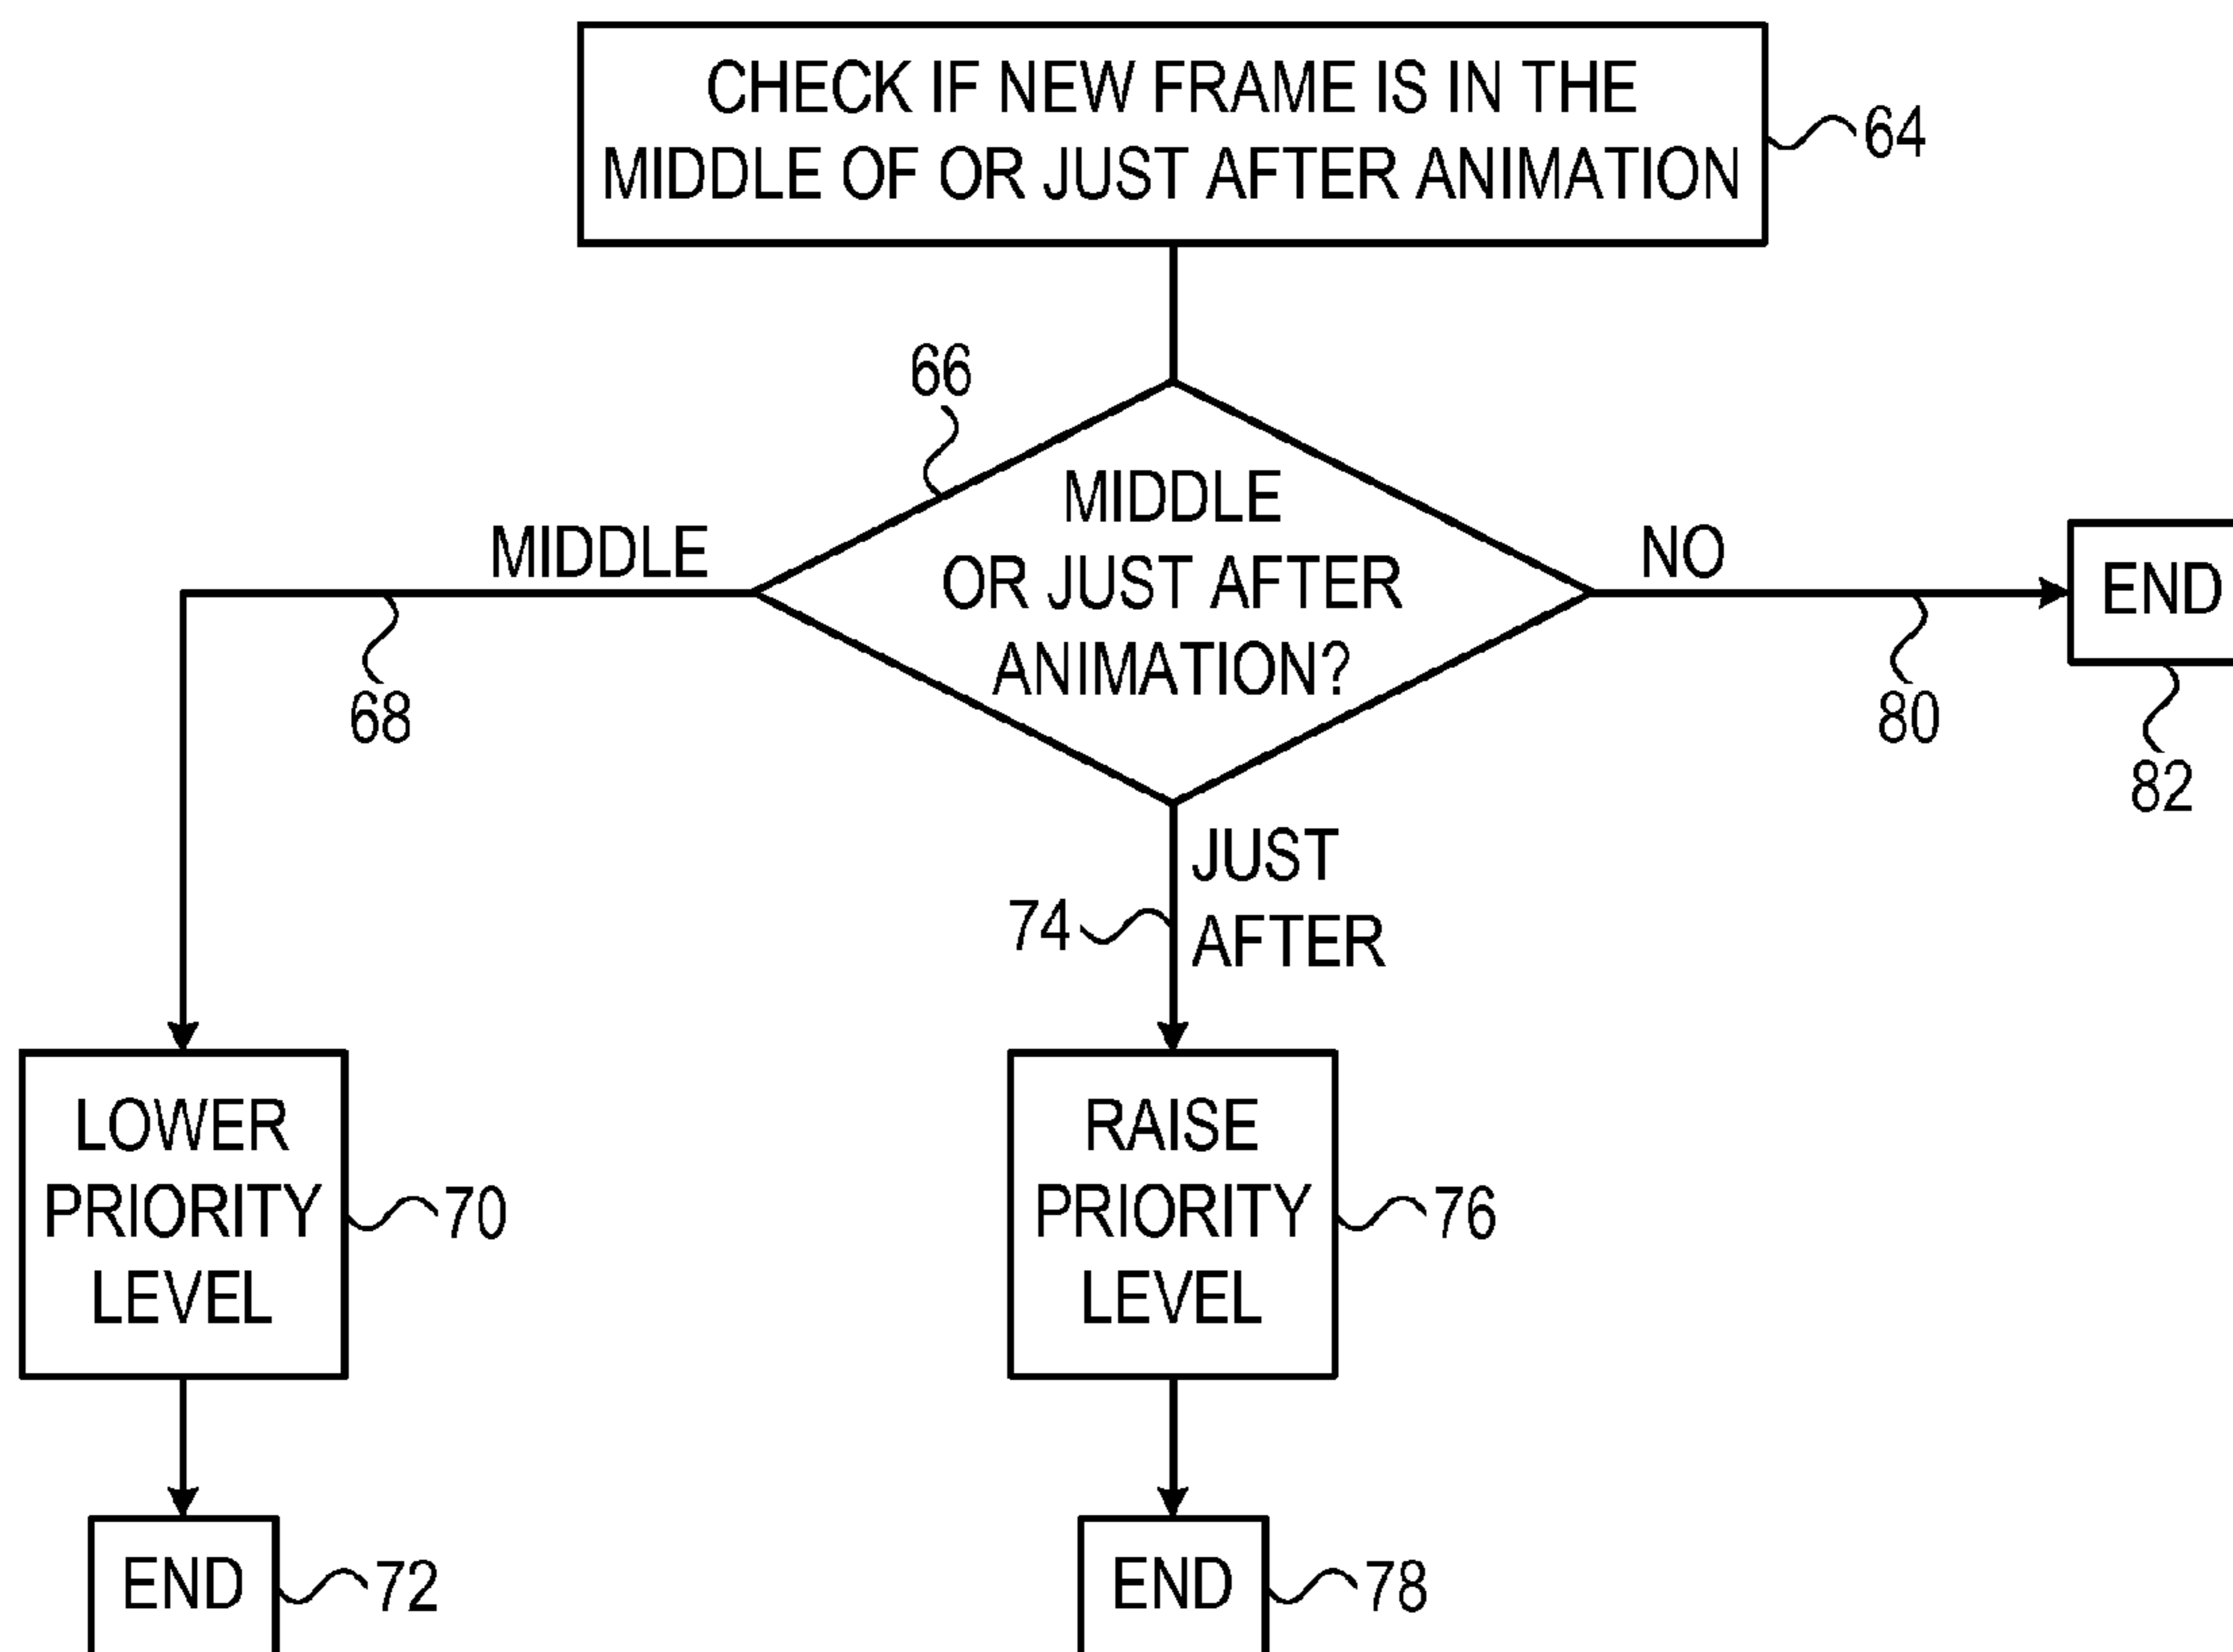 CHECK IF NEW FRAME IS IN THE
MIDDLE OF OR JUST AFTER ANIMATION
64
66
MIDDLE
OR JUST AFTER
ANIMATION?
MIDDLE
68
NO
80
END
82
JUST
AFTER
74
LOWER
PRIORITY
LEVEL
70
RAISE
PRIORITY
LEVEL
76
END
72
END
78